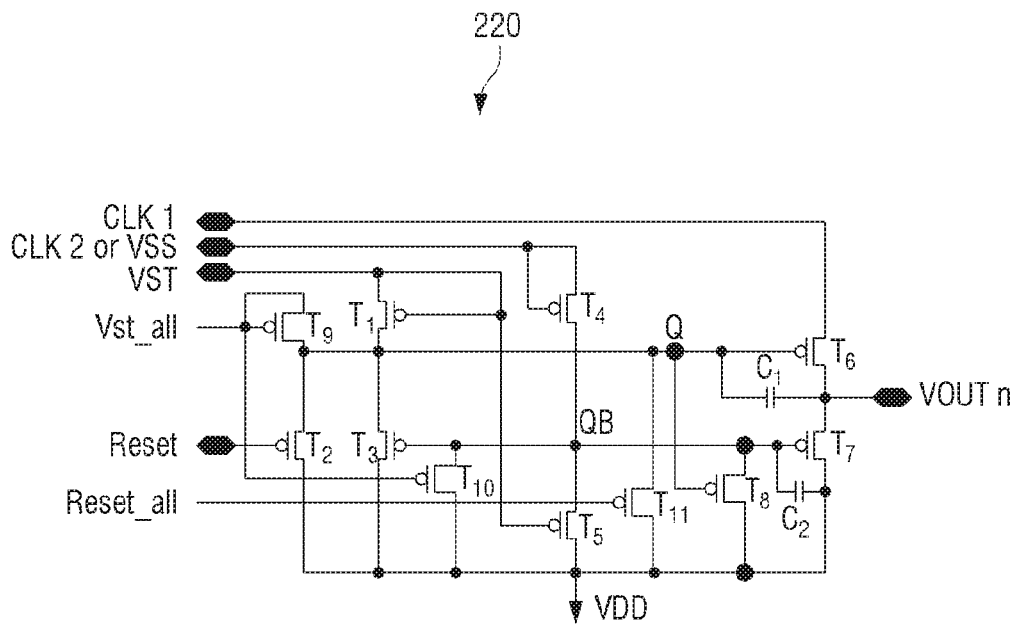 220
CLK 1
CLK 2 or VSS
VST
Vst_all
T9
T1
T4
Q
T6
C1
VOUT n
Reset
T2
T3
QB
T7
T10
Reset_all
T11
T8
C2
T5
VDD